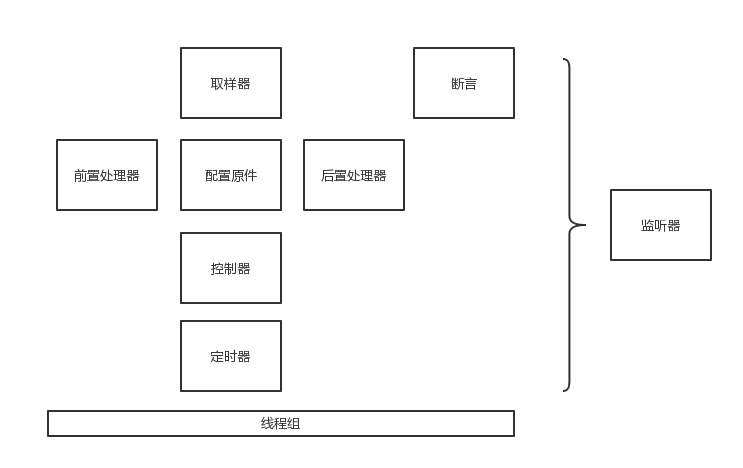 取样器
断言
前置处理器
配置原件
后置处理器
监听器
控制器
定时器
线程组